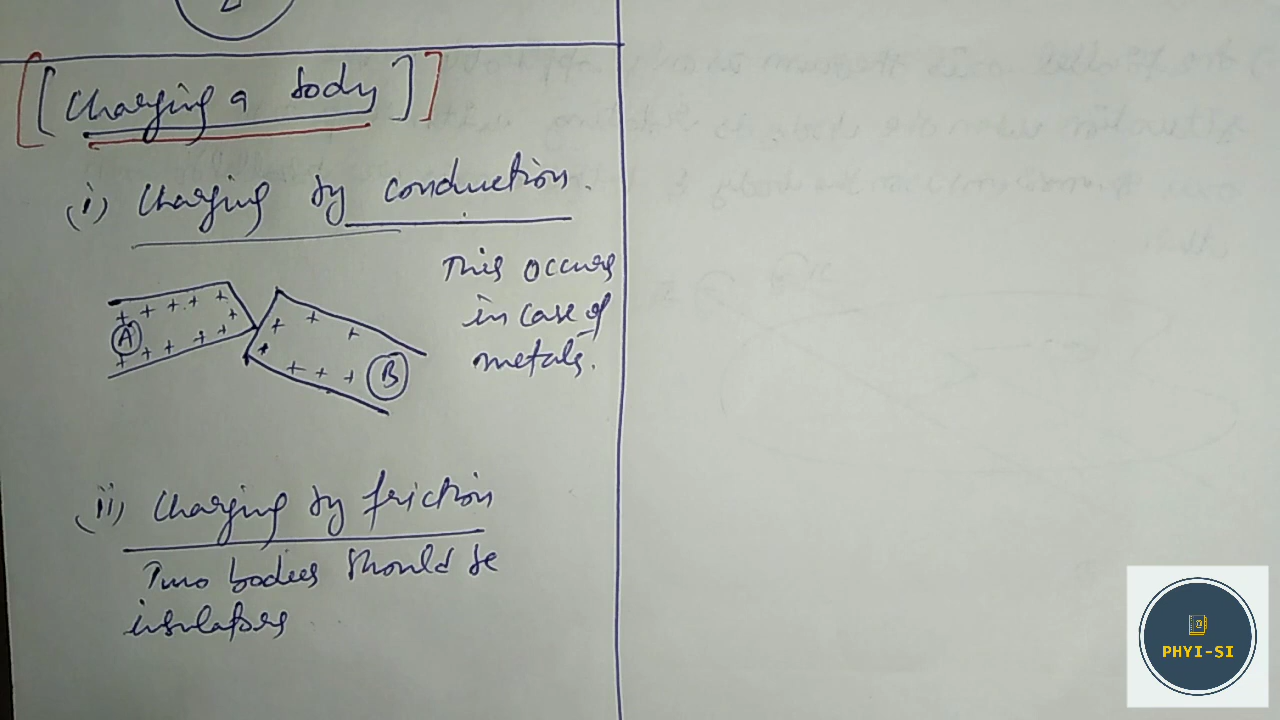 [[Charging a body]]
(i) Charging by conduction.
This occurs
in case of
metals.
A
B
(ii) Charging by friction
Two bodies should be
insulators
PHYI-SI